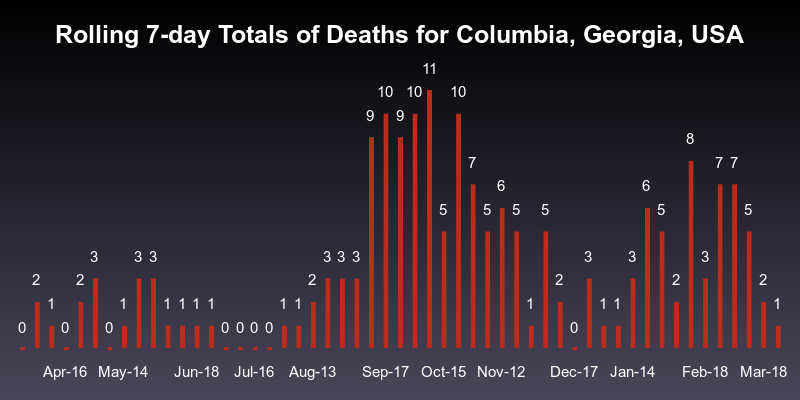 Rolling 7-day Totals of Deaths for Columbia, Georgia, USA
0 2 1 0 2 3 0 1 3 3 1 1 1 1 0 0 0 0 1 1 2 3 3 3 9 10 9 10 11 5 10 7 5 6 5 1 5 2 0 3 1 1 3 6 5 2 8 3 7 7 5 2 1
Apr-16 May-14 Jun-18 Jul-16 Aug-13 Sep-17 Oct-15 Nov-12 Dec-17 Jan-14 Feb-18 Mar-18